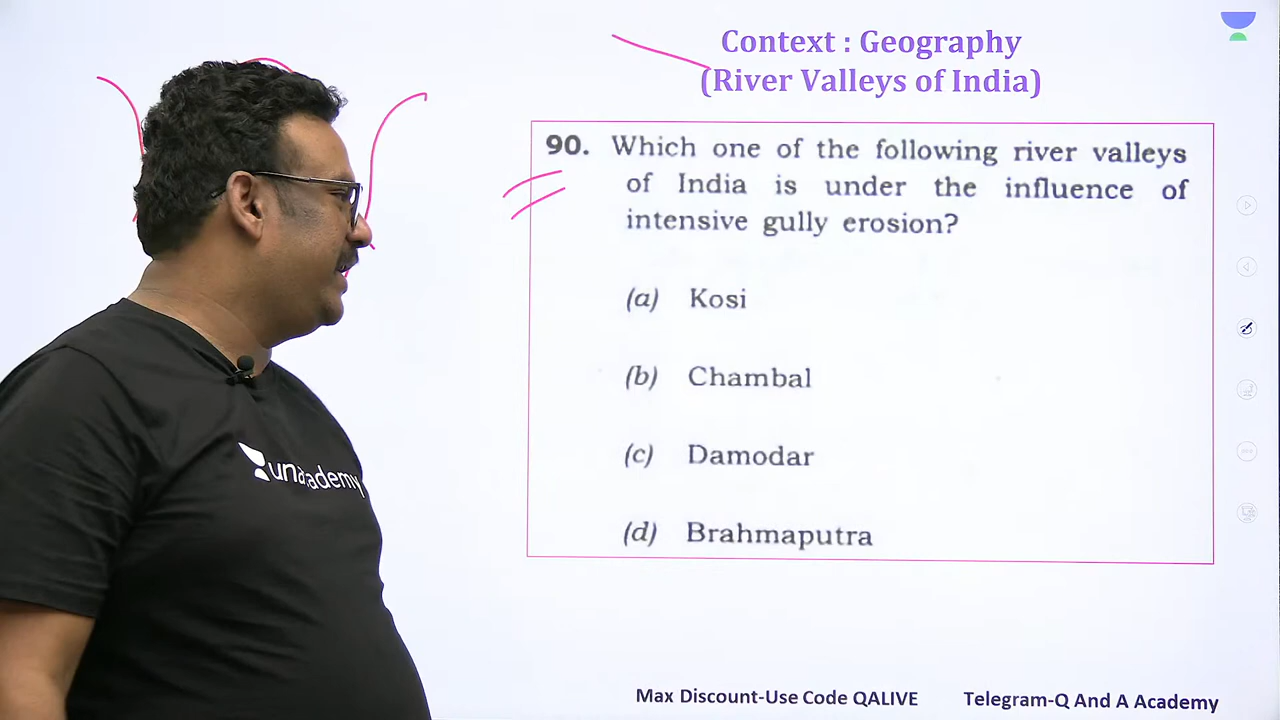 Context : Geography
(River Valleys of India)
90. Which one of the following river valleys
of India is under the influence of
intensive gully erosion?
(a) Kosi
(b) Chambal
(c) Damodar
(d) Brahmaputra
unacademy
Max Discount-Use Code QALIVE Telegram-Q And A Academy